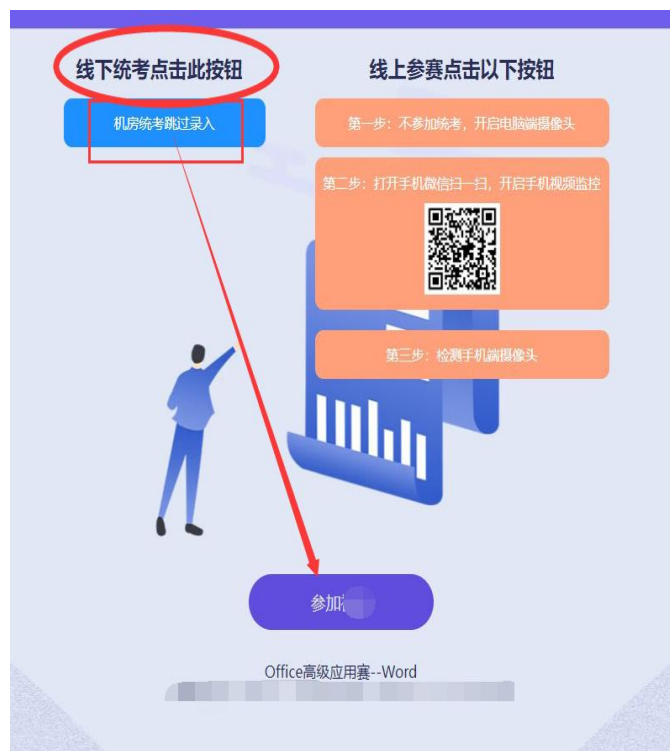 线下统考点击此按钮
机房统考跳过录入
线上参赛点击以下按钮
第一步：不参加统考，开启电脑端摄像头
第二步：打开手机微信扫一扫，开启手机视频监控
第三步：检测手机端摄像头
参加
Office高级应用赛--Word